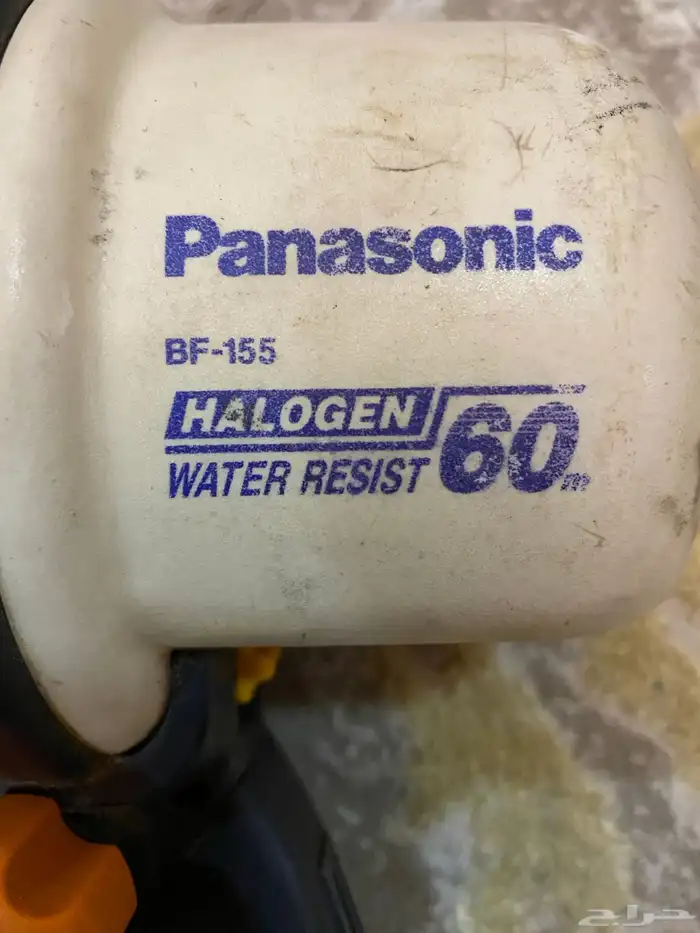 Panasonic
BF-155
HALOGEN
WATER RESIST 60m
حراج